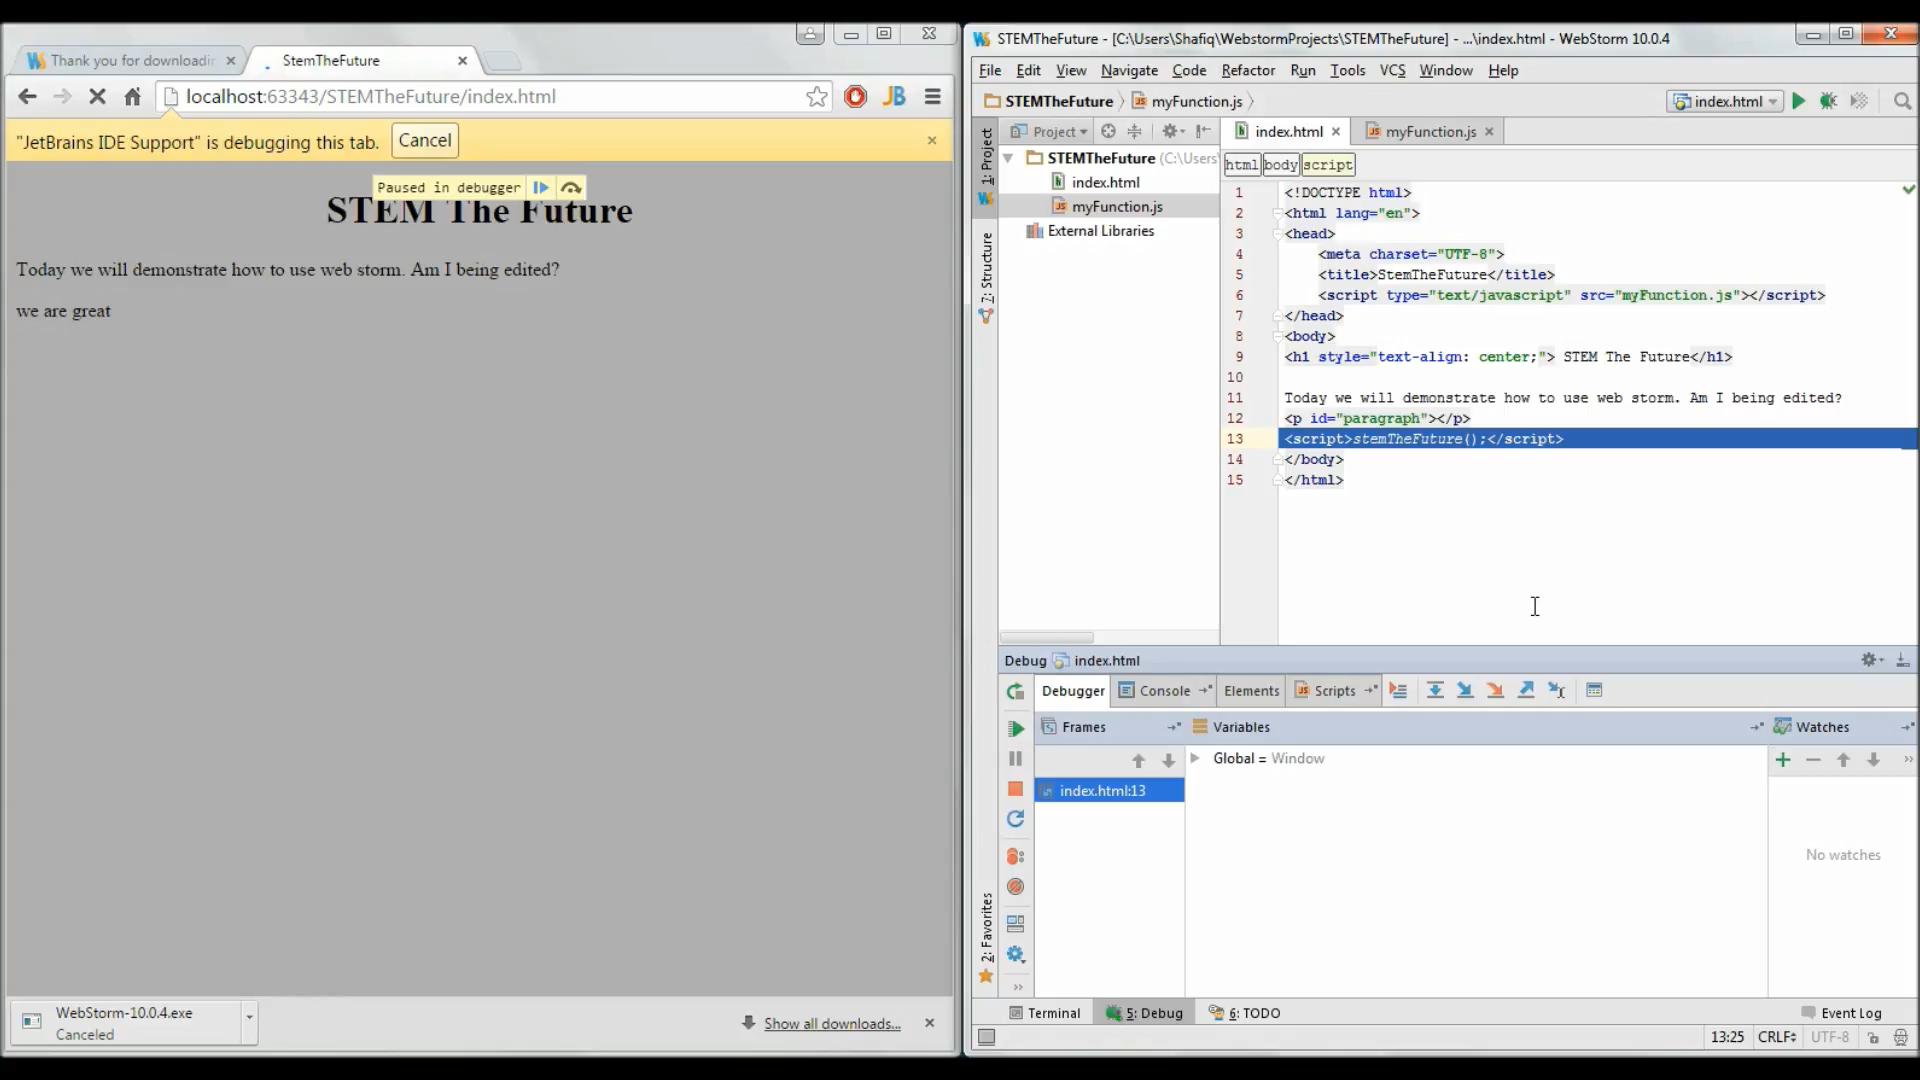 Thank you for downloadin
StemTheFuture
localhost:63343/STEMTheFuture/index.html
JB
"JetBrains IDE Support" is debugging this tab.
Cancel
Paused in debugger
STEM The Future
Today we will demonstrate how to use web storm. Am I being edited?
we are great
WebStorm-10.0.4.exe
Canceled
Show all downloads...
STEMTheFuture - [C:\Users\Shafiq\WebstormProjects\STEMTheFuture] - ...\index.html - WebStorm 10.0.4
File Edit View Navigate Code Refactor Run Tools VCS Window Help
STEMTheFuture myFunction.js
index.html
Project
index.html
myFunction.js
1: Project
7: Structure
2: Favorites
STEMTheFuture (C:\Users
index.html
myFunction.js
External Libraries
html body script
1 <!DOCTYPE html>
2 <html lang="en">
3 <head>
4 <meta charset="UTF-8">
5 <title>StemTheFuture</title>
6 <script type="text/javascript" src="myFunction.js"></script>
7 </head>
8 <body>
9 <h1 style="text-align: center;"> STEM The Future</h1>
10
11 Today we will demonstrate how to use web storm. Am I being edited?
12 <p id="paragraph"></p>
13 <script>stemTheFuture();</script>
14 </body>
15 </html>
Debug index.html
Debugger Console Elements Scripts
Frames
Variables
Watches
Global = Window
index.html:13
No watches
Terminal 5: Debug 6: TODO
Event Log
13:25 CRLF UTF-8